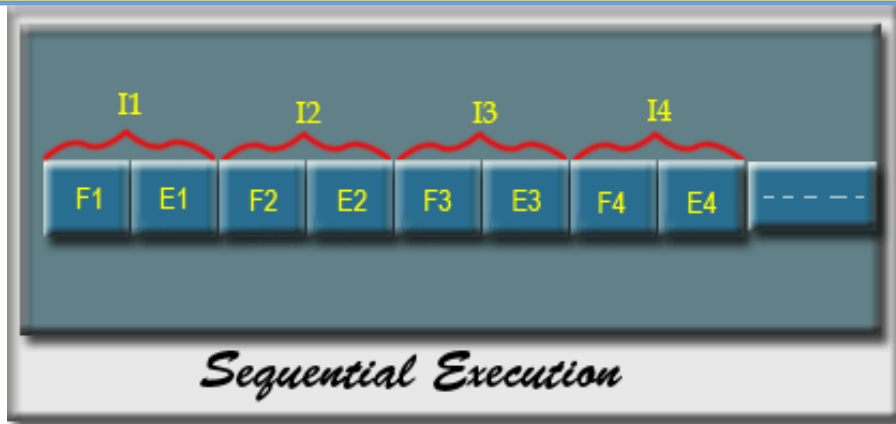 I1 I2 I3 I4
F1 E1 F2 E2 F3 E3 F4 E4 -----
Sequential Execution